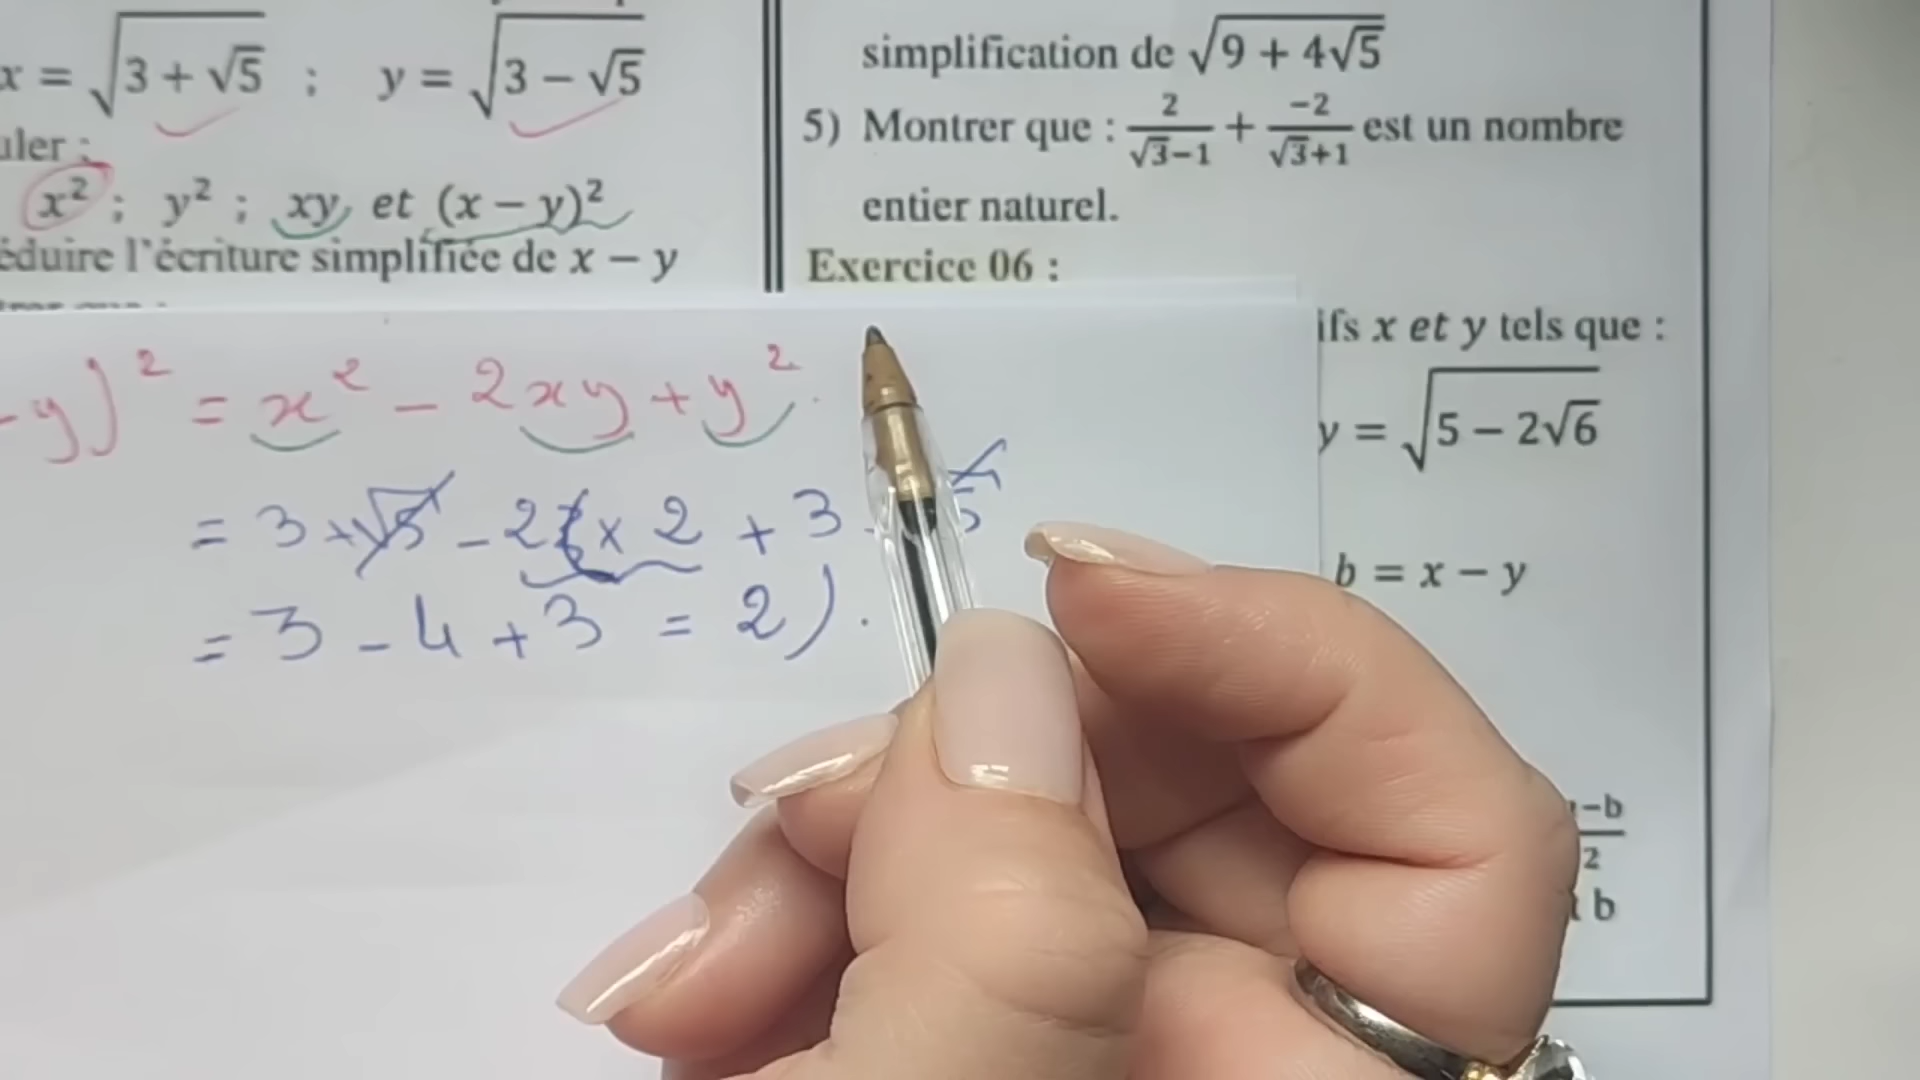 x = √(3 + √5) ; y = √(3 − √5)
uler :
x² ; y² ; xy et (x − y)²
éduire l'écriture simplifiée de x − y
simplification de √(9 + 4√5)
5) Montrer que : 2/(√3−1) + −2/(√3+1) est un nombre
entier naturel.
Exercice 06 :
ifs x et y tels que :
y = √(5 − 2√6)
b = x − y
−b/2
t b
-y)² = x² - 2xy + y².
= 3 + √5 - 2 × 2 + 3 - √5
= 3 - 4 + 3 = 2).